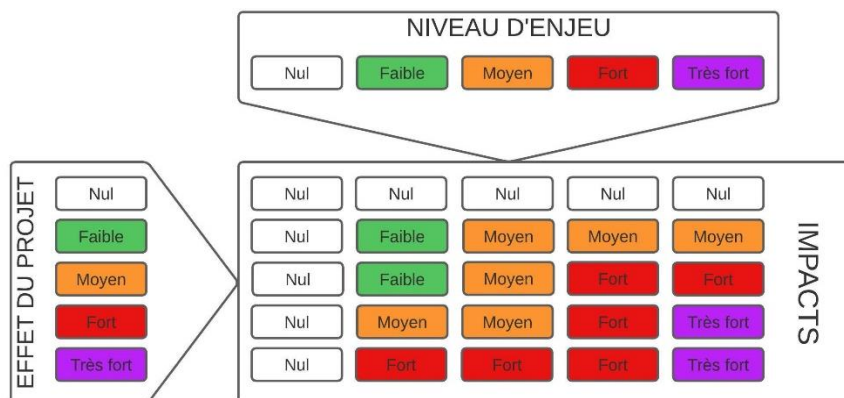 NIVEAU D'ENJEU
Nul Faible Moyen Fort Très fort
EFFET DU PROJET
Nul
Faible
Moyen
Fort
Très fort
Nul Nul Nul Nul Nul
Nul Faible Moyen Moyen Moyen
Nul Faible Moyen Fort Fort
Nul Moyen Moyen Fort Très fort
Nul Fort Fort Fort Très fort
IMPACTS